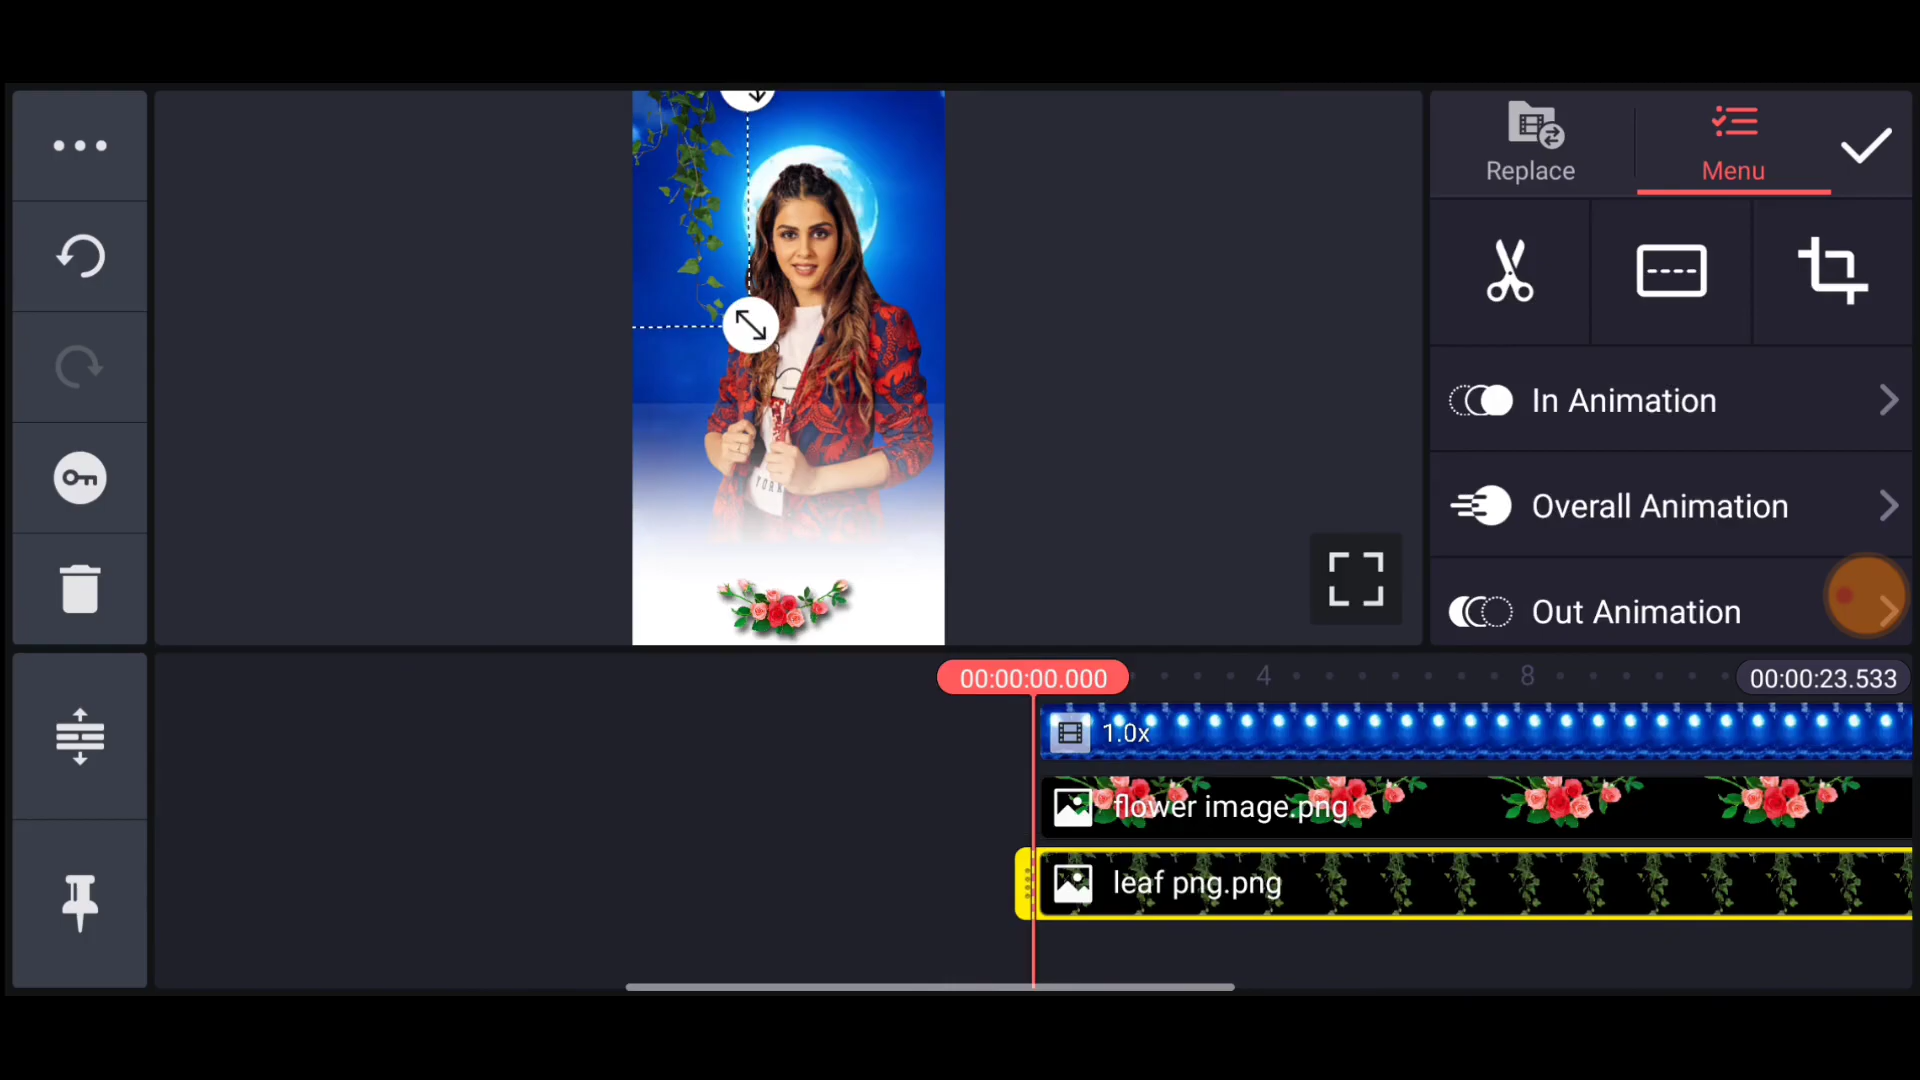 Replace
Menu
In Animation
Overall Animation
Out Animation
YORK
00:00:00.000
4
8
00:00:23.533
1.0x
flower image.png
leaf png.png